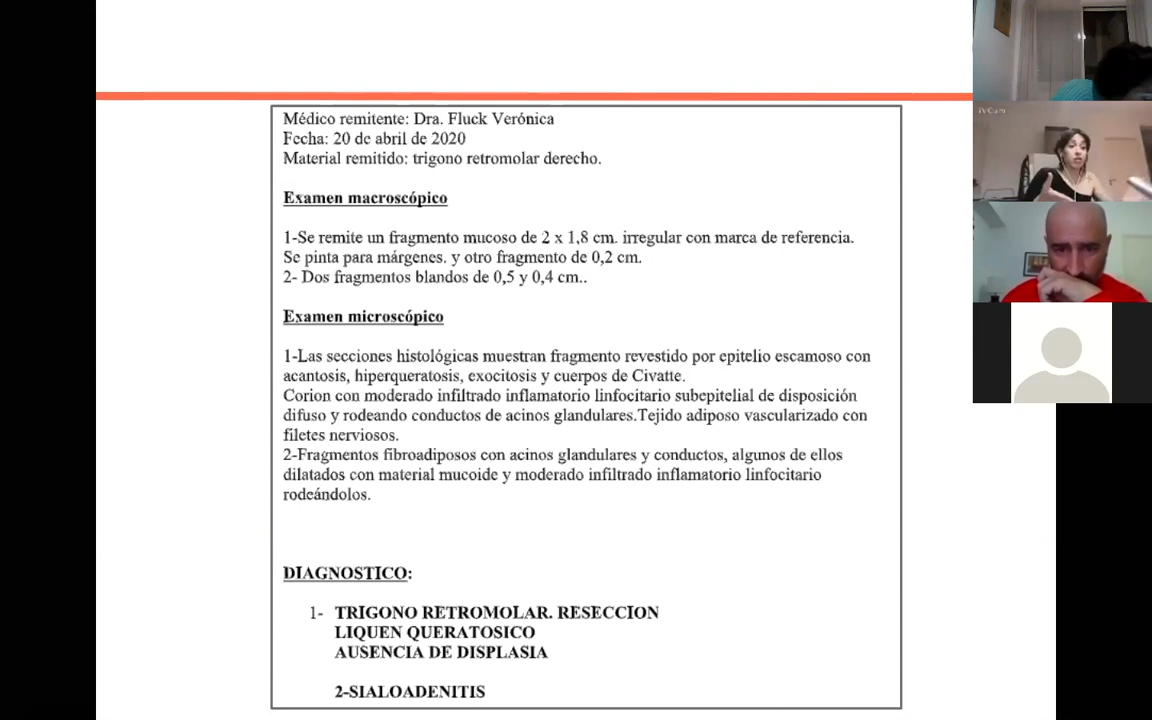 Médico remitente: Dra. Fluck Verónica
Fecha: 20 de abril de 2020
Material remitido: trigono retromolar derecho.
Examen macroscópico
1-Se remite un fragmento mucoso de 2 x 1,8 cm. irregular con marca de referencia.
Se pinta para márgenes. y otro fragmento de 0,2 cm.
2- Dos fragmentos blandos de 0,5 y 0,4 cm..
Examen microscópico
1-Las secciones histológicas muestran fragmento revestido por epitelio escamoso con
acantosis, hiperqueratosis, exocitosis y cuerpos de Civatte.
Corion con moderado infiltrado inflamatorio linfocitario subepitelial de disposición
difuso y rodeando conductos de acinos glandulares.Tejido adiposo vascularizado con
filetes nerviosos.
2-Fragmentos fibroadiposos con acinos glandulares y conductos, algunos de ellos
dilatados con material mucoide y moderado infiltrado inflamatorio linfocitario
rodeándolos.
DIAGNOSTICO:
1- TRIGONO RETROMOLAR. RESECCION
LIQUEN QUERATOSICO
AUSENCIA DE DISPLASIA
2-SIALOADENITIS
iVCam